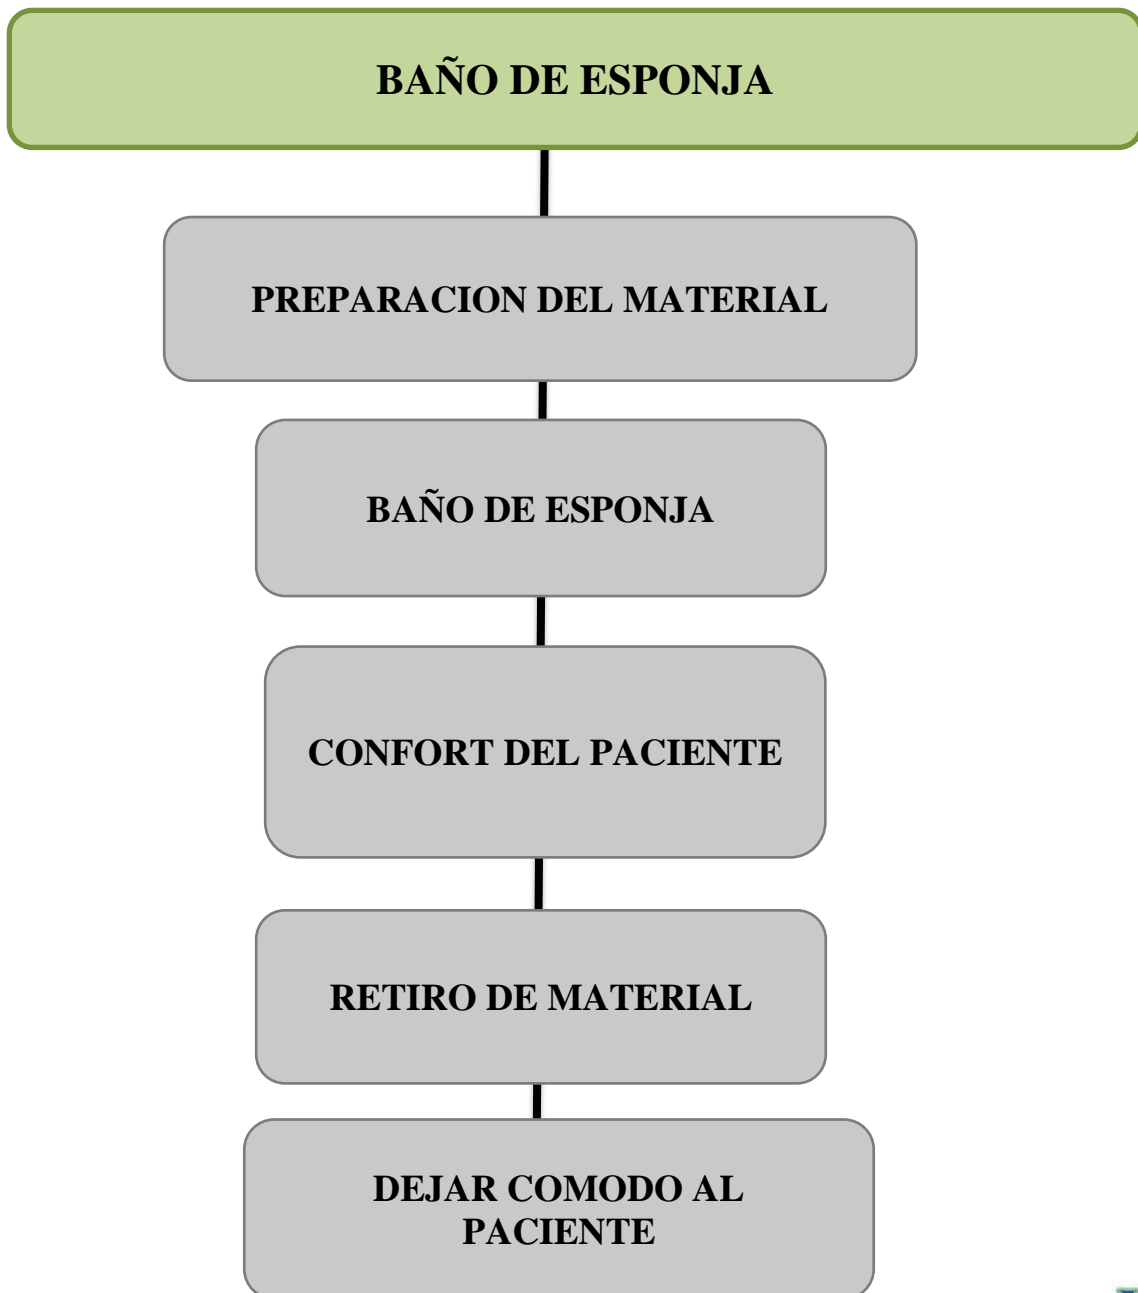 BAÑO DE ESPONJA
PREPARACION DEL MATERIAL
BAÑO DE ESPONJA
CONFORT DEL PACIENTE
RETIRO DE MATERIAL
DEJAR COMODO AL
PACIENTE